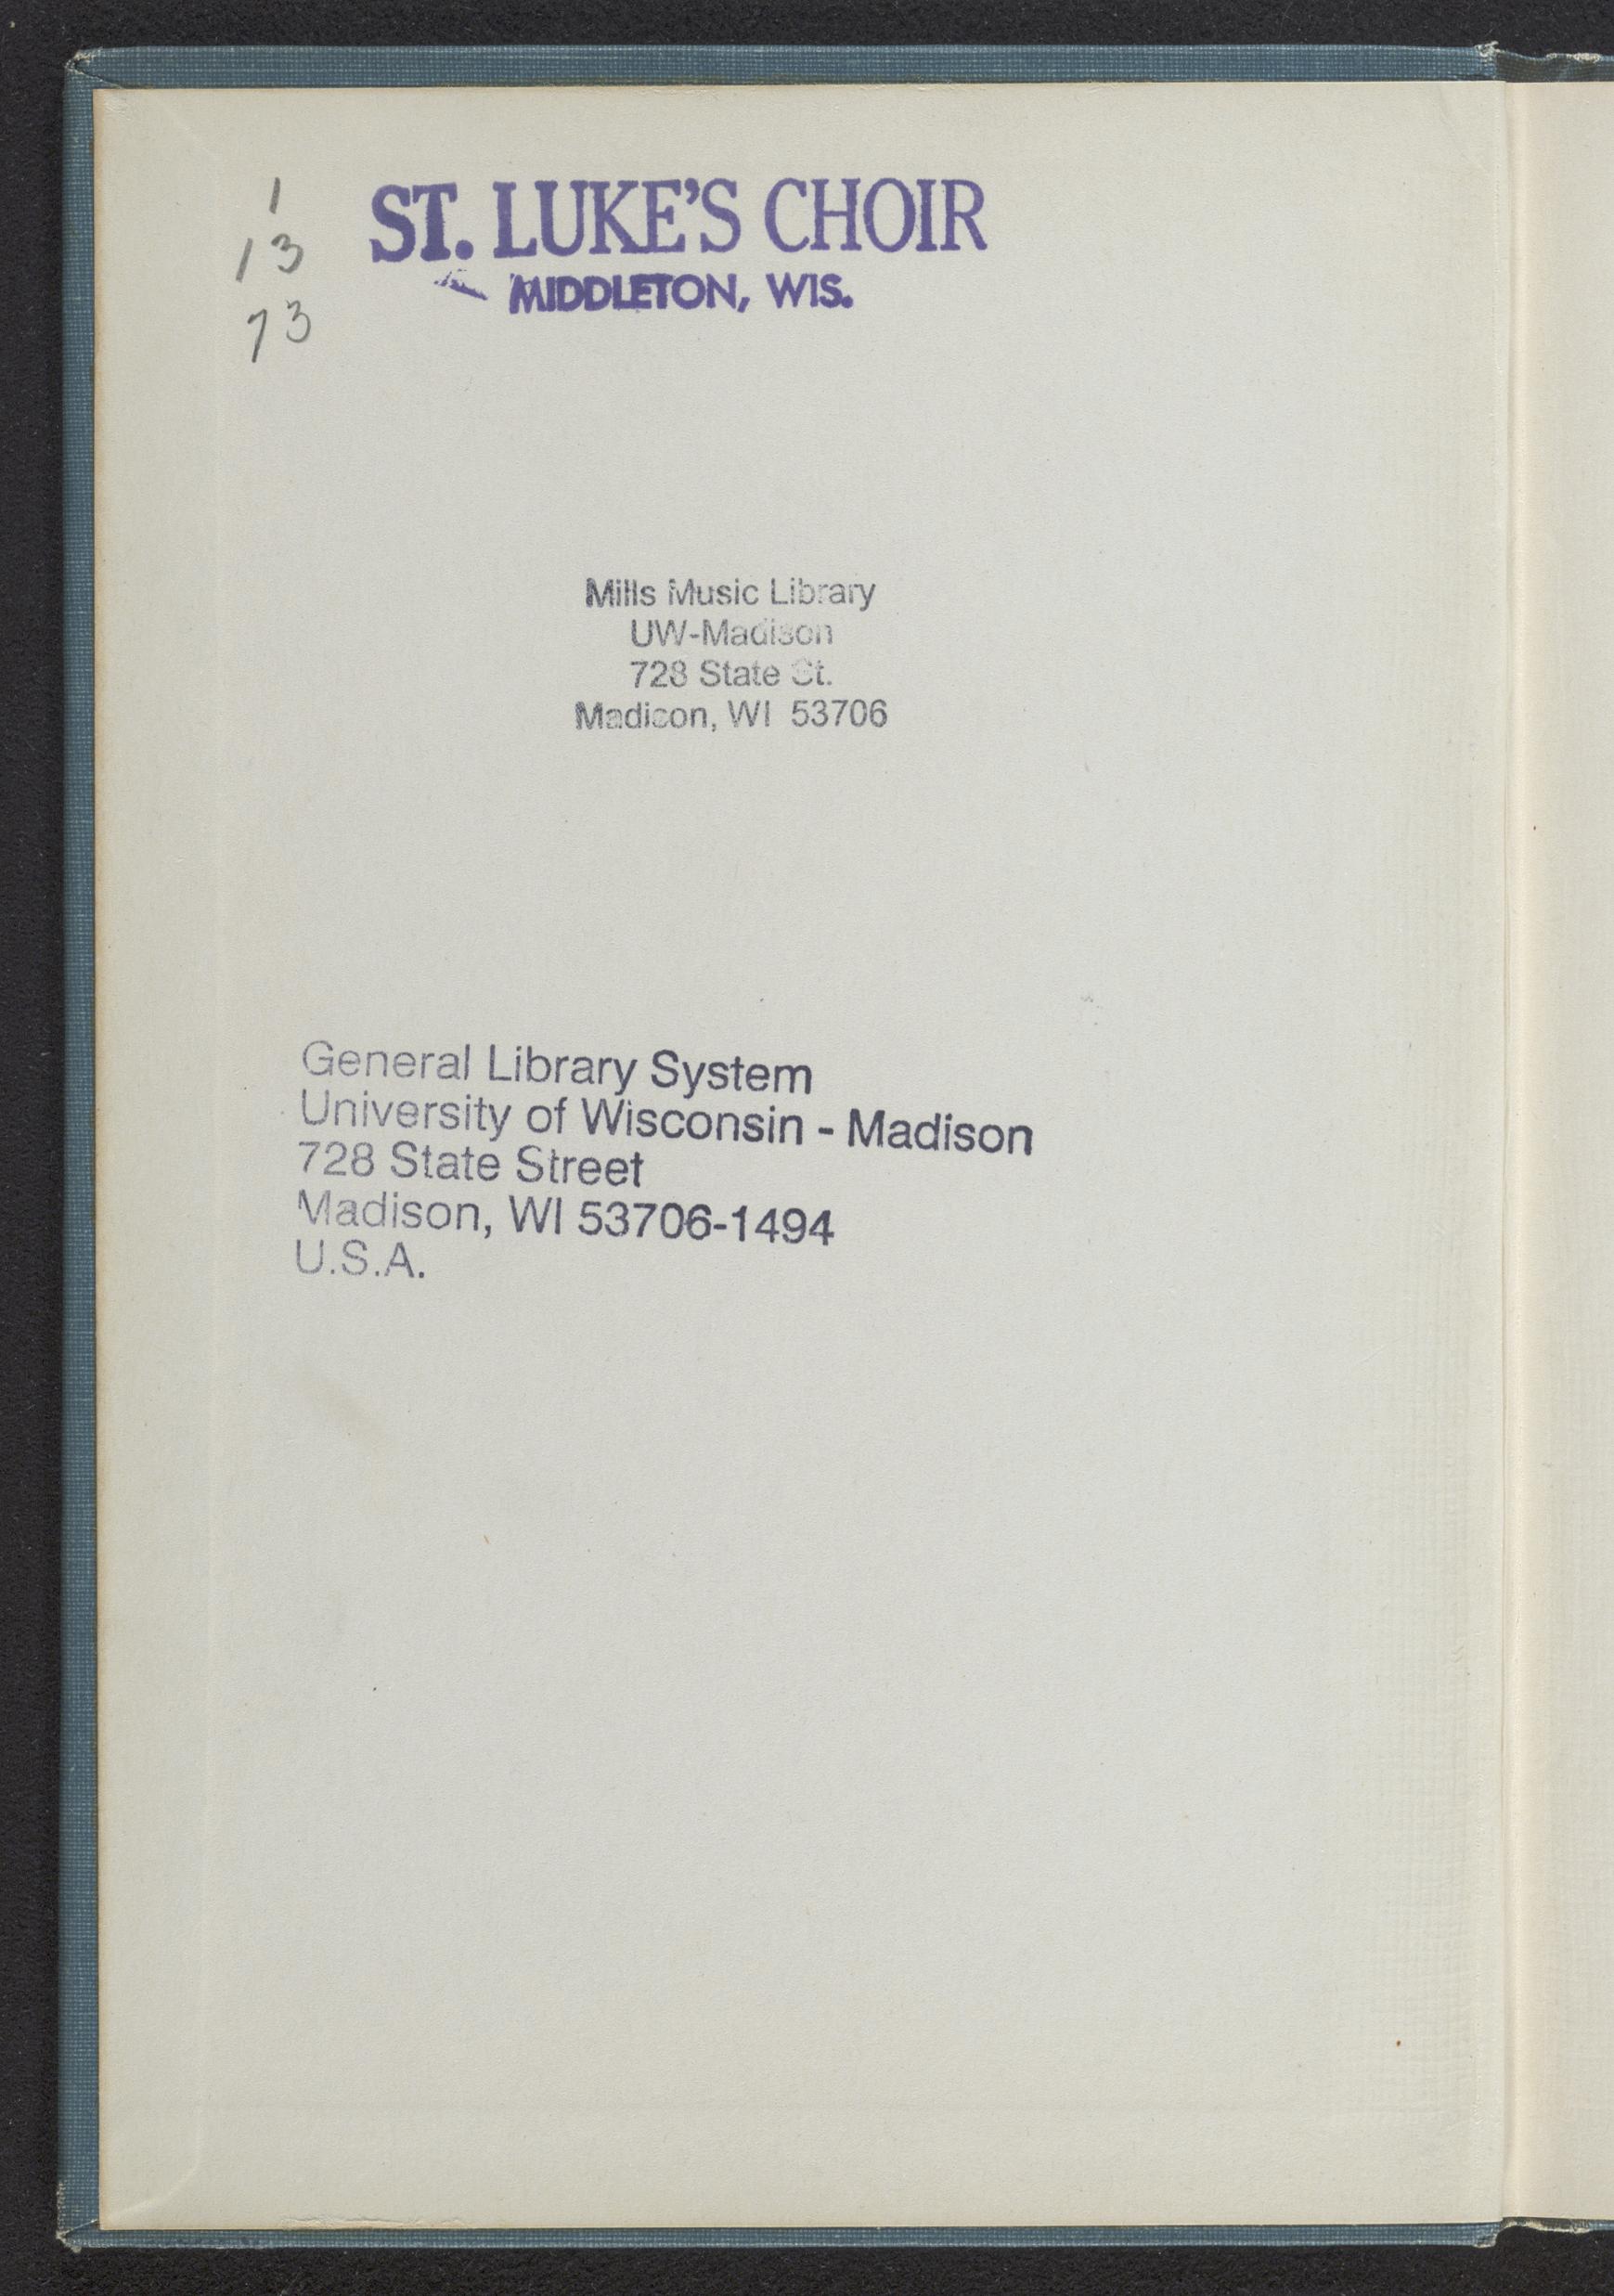 1
13
73
ST. LUKE'S CHOIR
MIDDLETON, WIS.
Mills Music Library
UW-Madison
728 State St.
Madison, WI 53706
General Library System
University of Wisconsin - Madison
728 State Street
Madison, WI 53706-1494
U.S.A.